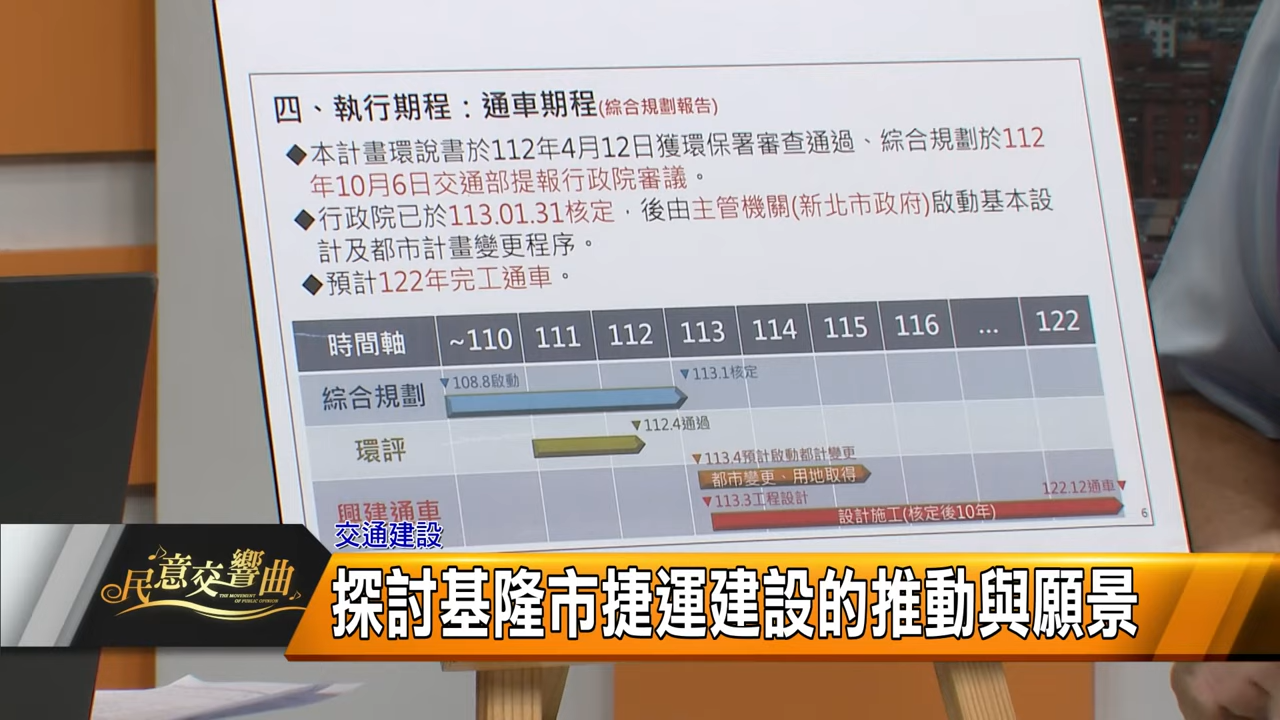 四、執行期程：通車期程(綜合規劃報告)
◆本計畫環說書於112年4月12日獲環保署審查通過、綜合規劃於112
年10月6日交通部提報行政院審議。
◆行政院已於113.01.31核定，後由主管機關(新北市政府)啟動基本設
計及都市計畫變更程序。
◆預計122年完工通車。
時間軸 ~110 111 112 113 114 115 116 ... 122
▼108.8啟動 ▼113.1核定
綜合規劃
▼112.4通過
環評
▼113.4預計啟動都計變更
都市變更、用地取得
▼113.3工程設計 122.12通車▼
興建通車
設計施工(核定後10年)
6
交通建設
民意交響曲
THE MOVEMENT
OF PUBLIC OPINION
探討基隆市捷運建設的推動與願景